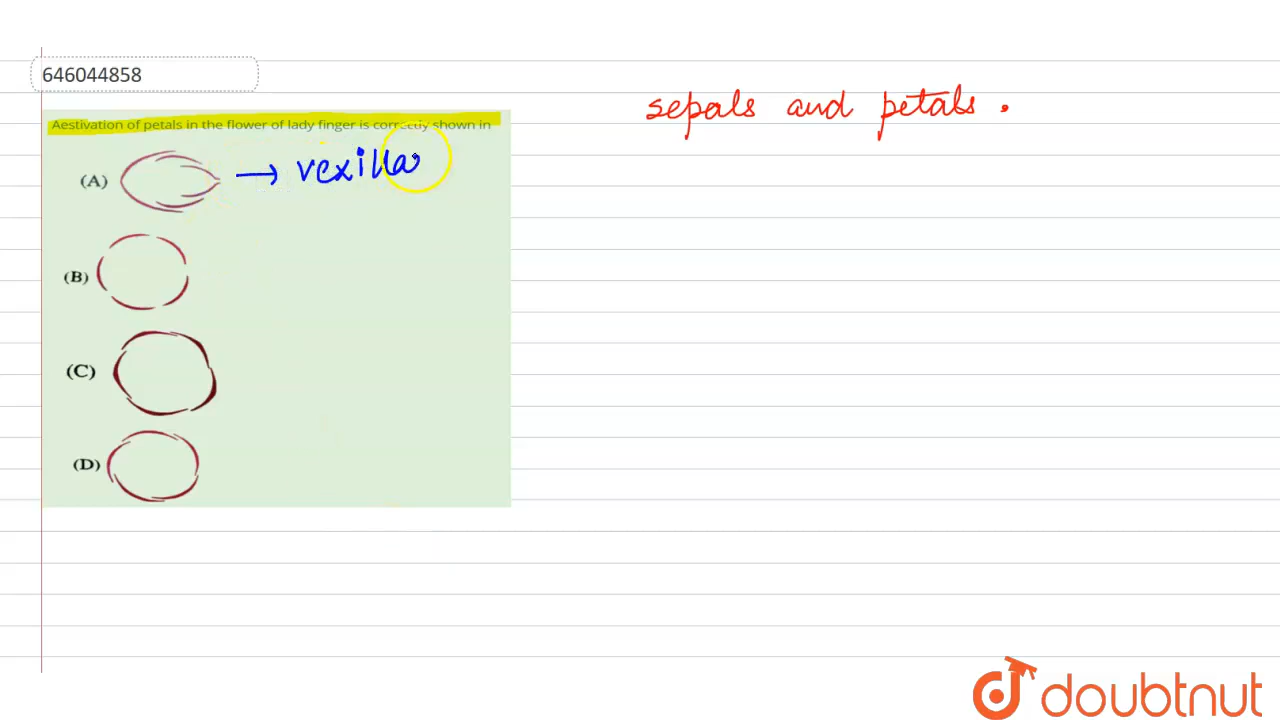 646044858
sepals and petals .
Aestivation of petals in the flower of lady finger is correctly shown in
(A) → vexilla
(B)
(C)
(D)
doubtnut